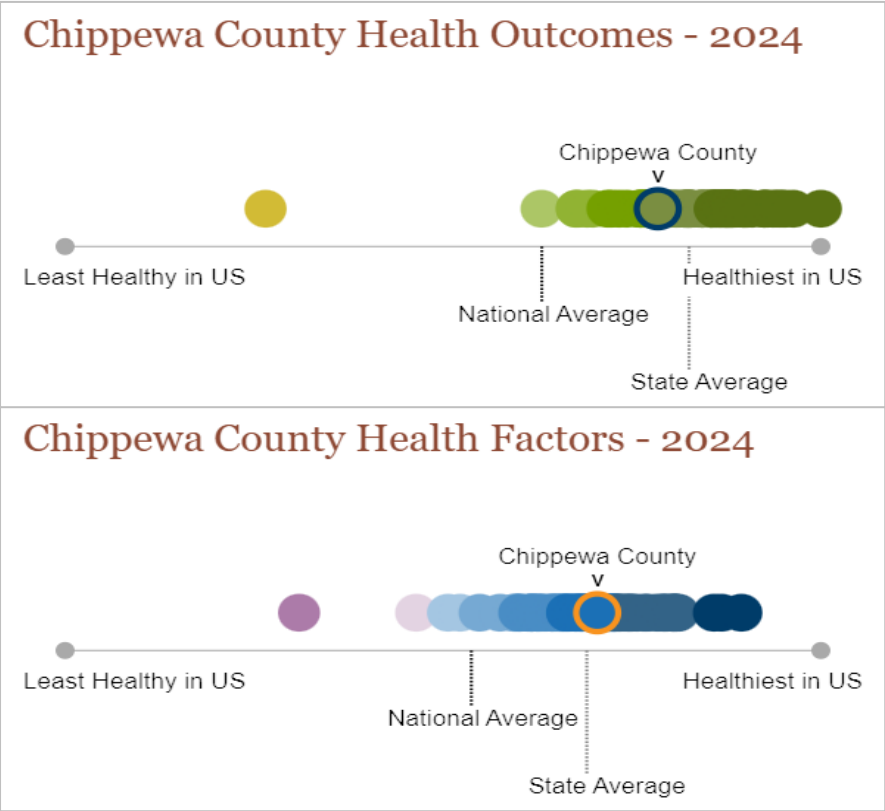 Chippewa County Health Outcomes - 2024
Chippewa County
v
Least Healthy in US
Healthiest in US
National Average
State Average
Chippewa County Health Factors - 2024
Chippewa County
v
Least Healthy in US
Healthiest in US
National Average
State Average